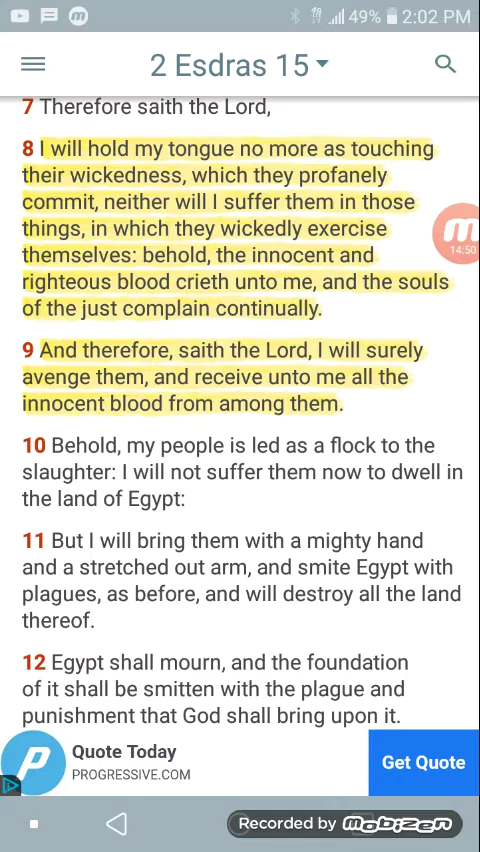 4G 49% 2:02 PM
2 Esdras 15
7 Therefore saith the Lord,
8 I will hold my tongue no more as touching
their wickedness, which they profanely
commit, neither will I suffer them in those
things, in which they wickedly exercise
themselves: behold, the innocent and
righteous blood crieth unto me, and the souls
of the just complain continually.
14:50
9 And therefore, saith the Lord, I will surely
avenge them, and receive unto me all the
innocent blood from among them.
10 Behold, my people is led as a flock to the
slaughter: I will not suffer them now to dwell in
the land of Egypt:
11 But I will bring them with a mighty hand
and a stretched out arm, and smite Egypt with
plagues, as before, and will destroy all the land
thereof.
12 Egypt shall mourn, and the foundation
of it shall be smitten with the plague and
punishment that God shall bring upon it.
Quote Today
PROGRESSIVE.COM
Get Quote
Recorded by mobizen